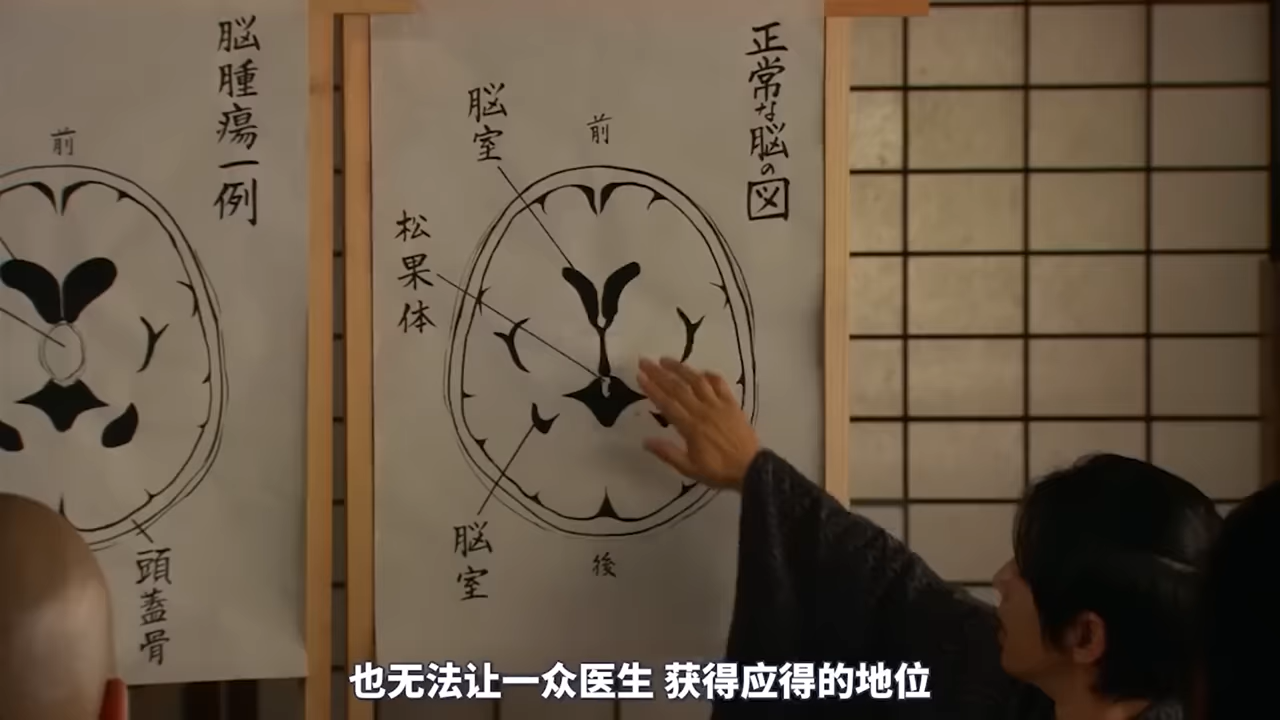 脳腫瘍一例
前
頭蓋骨
正常な脳の図
前
脳室
松果体
脳室
後
也无法让一众医生 获得应得的地位